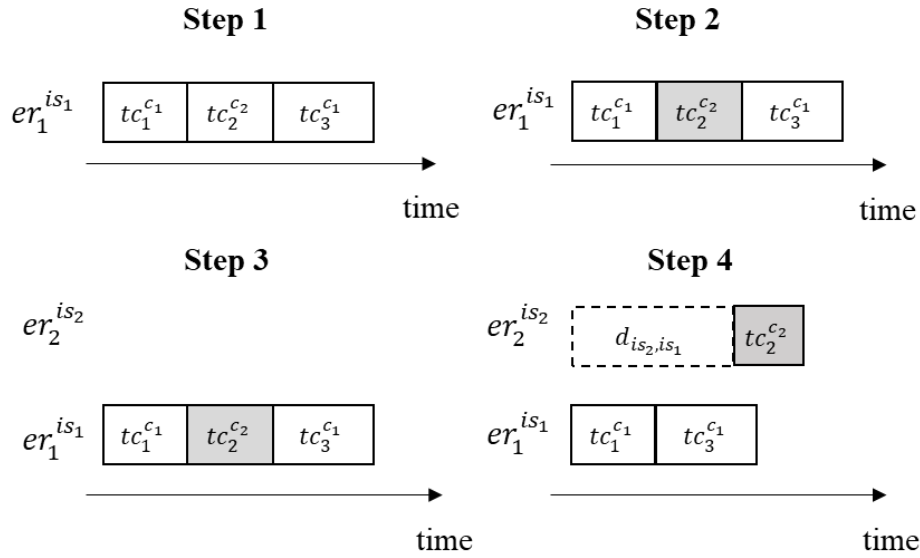 Step 1
er_1^{is_1} tc_1^{c_1} tc_2^{c_2} tc_3^{c_1}
time
Step 2
er_1^{is_1} tc_1^{c_1} tc_2^{c_2} tc_3^{c_1}
time
Step 3
er_2^{is_2}
er_1^{is_1} tc_1^{c_1} tc_2^{c_2} tc_3^{c_1}
time
Step 4
er_2^{is_2} d_{is_2,is_1} tc_2^{c_2}
er_1^{is_1} tc_1^{c_1} tc_3^{c_1}
time